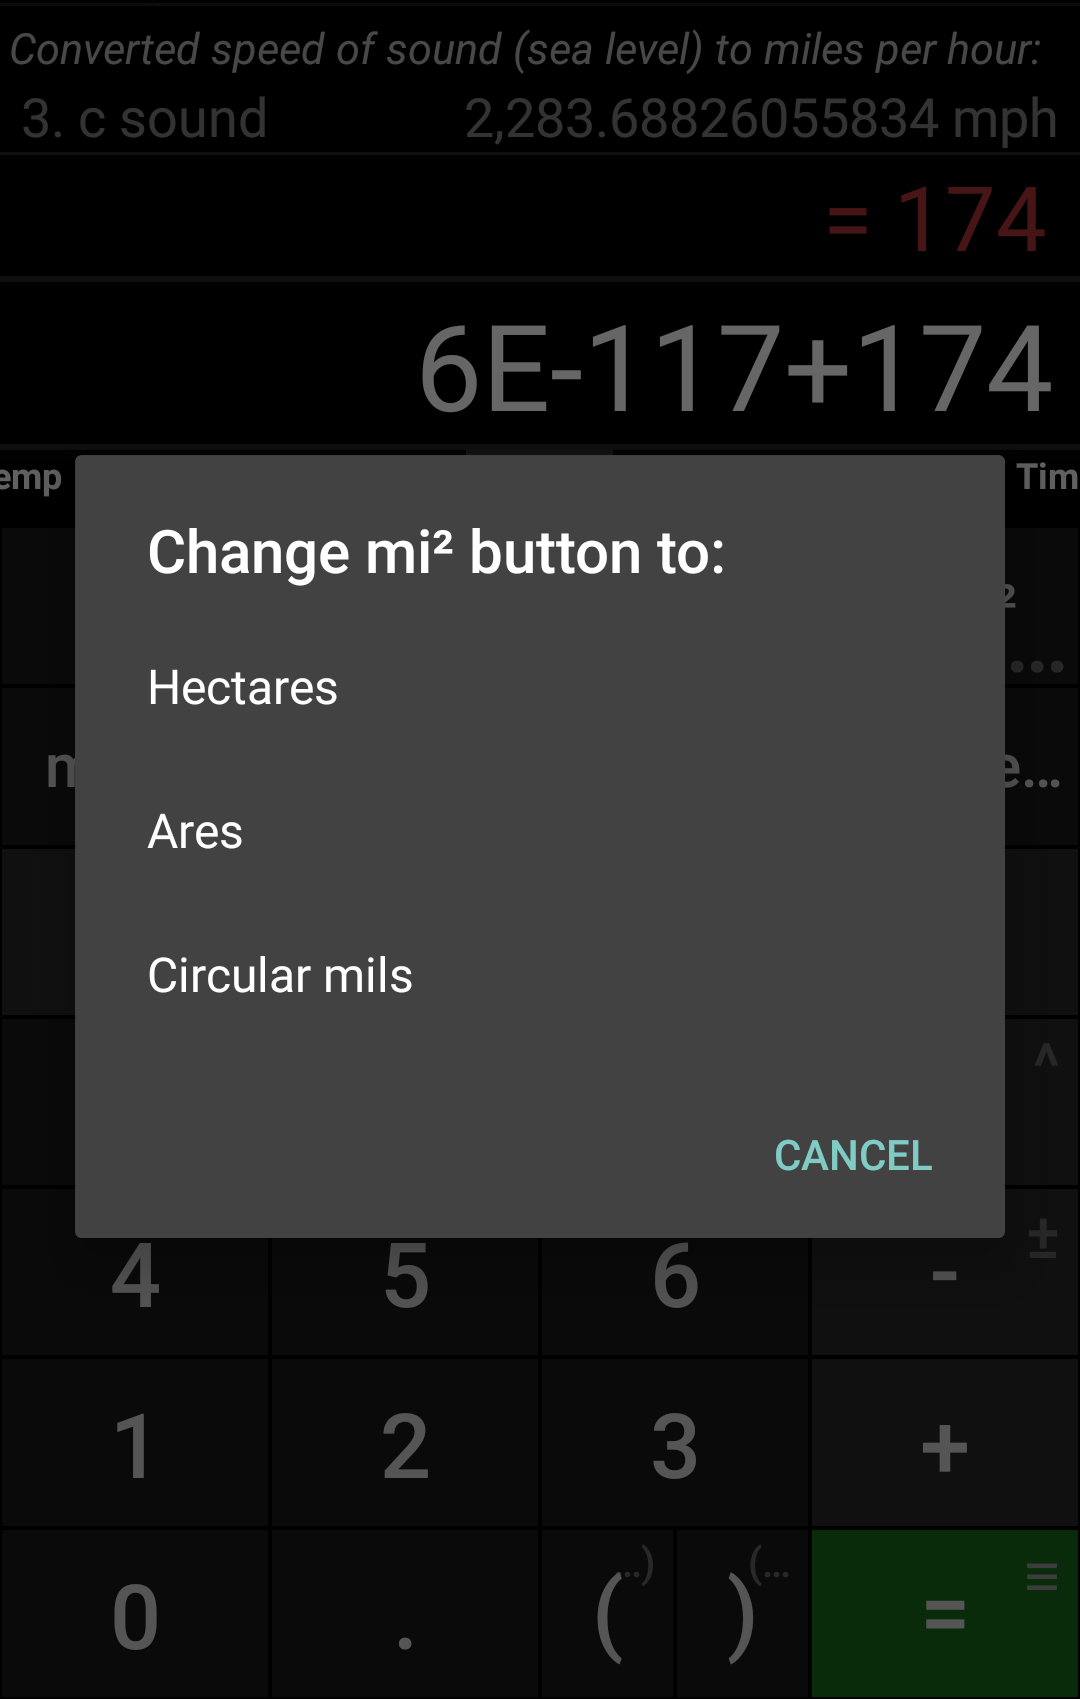 Converted speed of sound (sea level) to miles per hour:
3. c sound 2,283.68826055834 mph
= 174
6E-117+174
emp Tim
Change mi² button to:
2
Hectares
...
m e...
Ares
Circular mils
^
CANCEL
±
4 5 6 -
1 2 3 +
0 . ( ..) ) (... = ≡